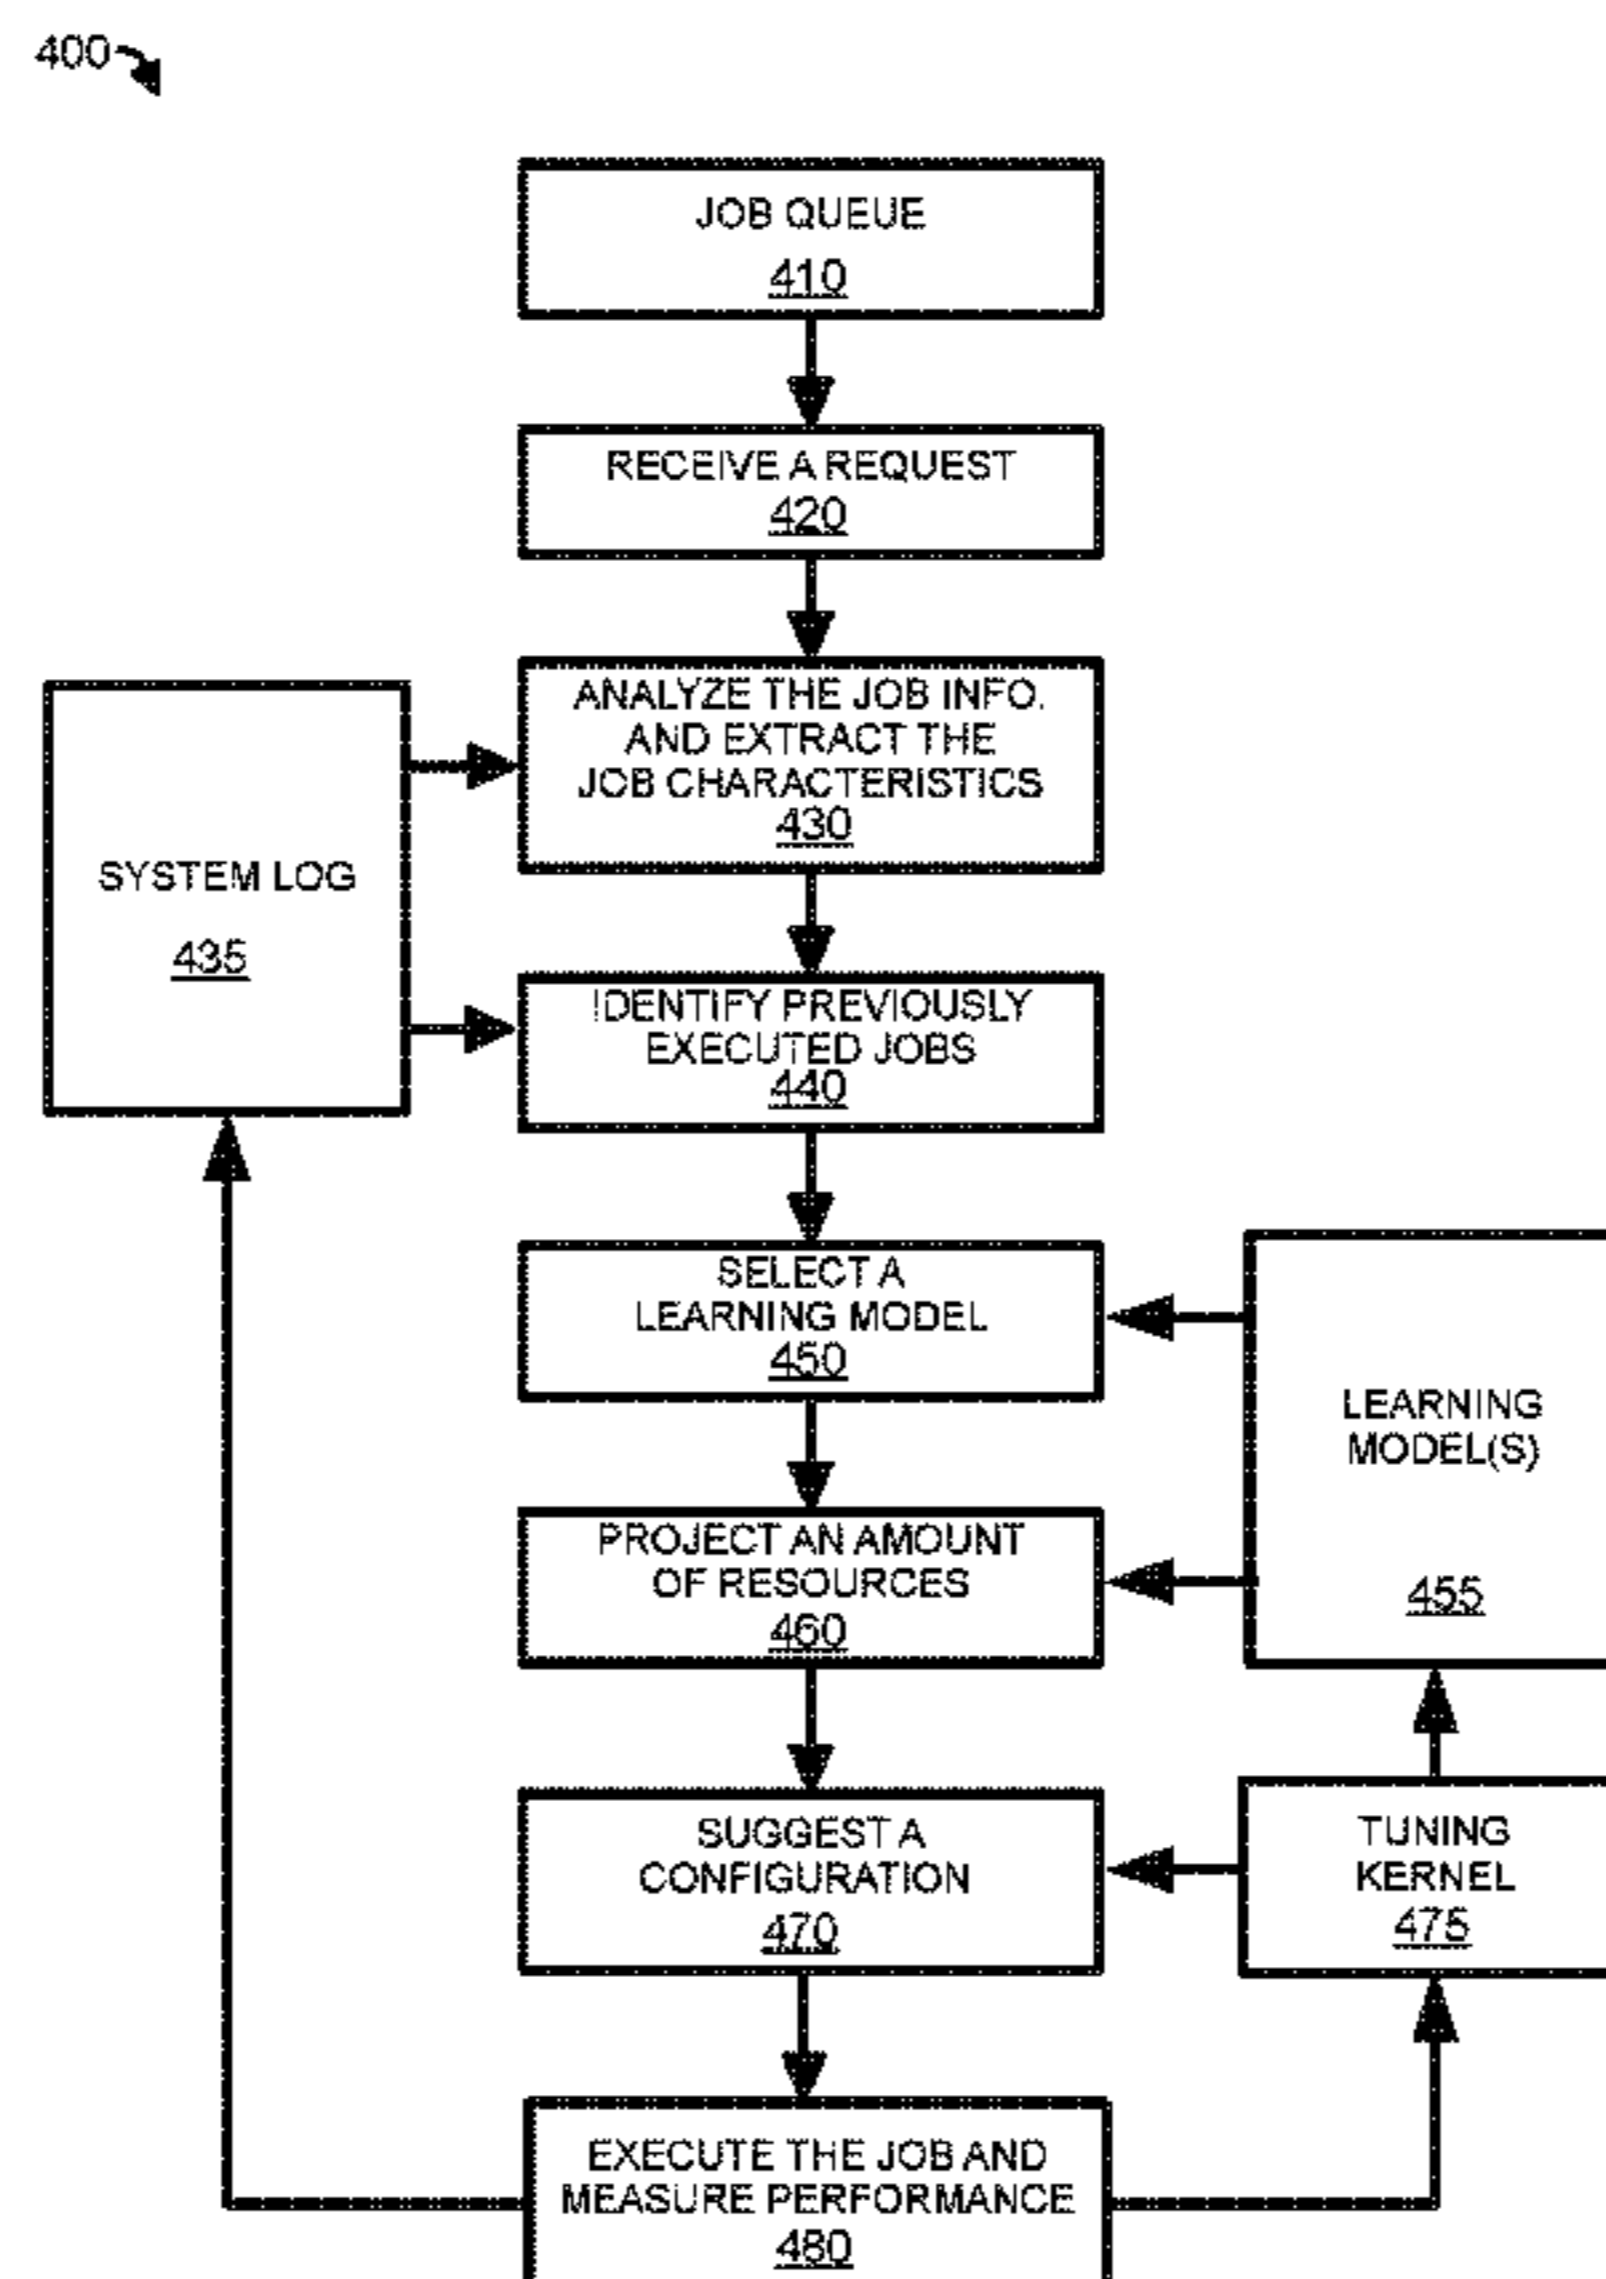 400
JOB QUEUE
410
RECEIVE A REQUEST
420
ANALYZE THE JOB INFO.
AND EXTRACT THE
JOB CHARACTERISTICS
430
SYSTEM LOG
435
IDENTIFY PREVIOUSLY
EXECUTED JOBS
440
SELECT A
LEARNING MODEL
450
LEARNING
MODEL(S)
455
PROJECT AN AMOUNT
OF RESOURCES
460
SUGGEST A
CONFIGURATION
470
TUNING
KERNEL
475
EXECUTE THE JOB AND
MEASURE PERFORMANCE
480